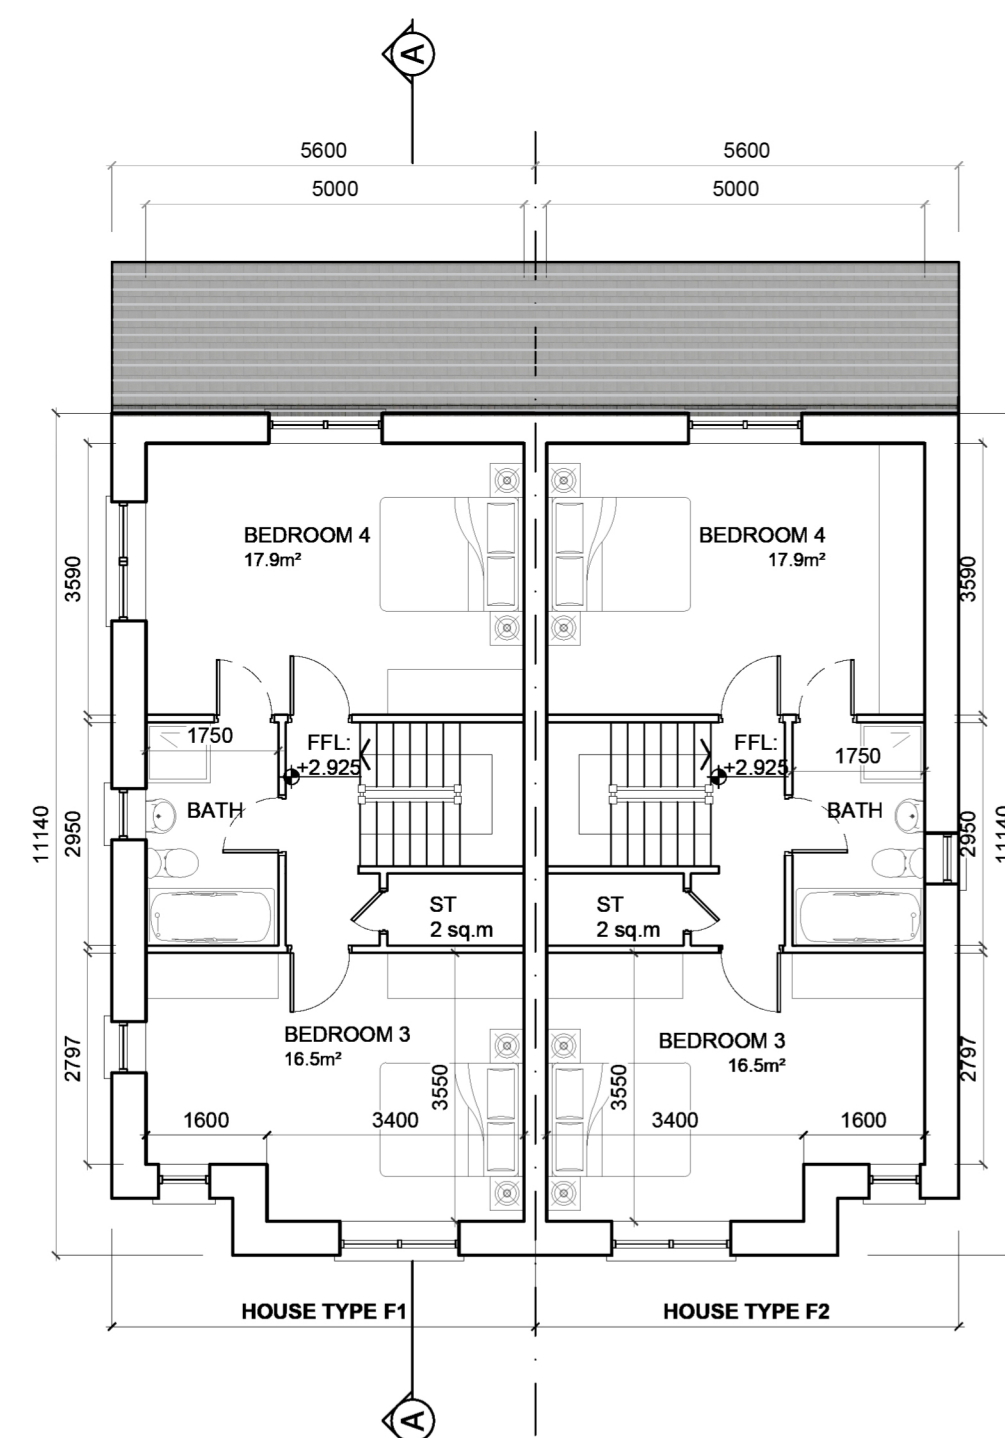 A
5600 5600
5000 5000
BEDROOM 4 BEDROOM 4
17.9m² 17.9m²
3590 3590
1750 FFL: FFL: 1750
+2.925 +2.925
BATH BATH
11140 2950 2950 11140
ST ST
2 sq.m 2 sq.m
BEDROOM 3 BEDROOM 3
16.5m² 16.5m²
2797 3550 3550 2797
1600 3400 3400 1600
HOUSE TYPE F1 HOUSE TYPE F2
A